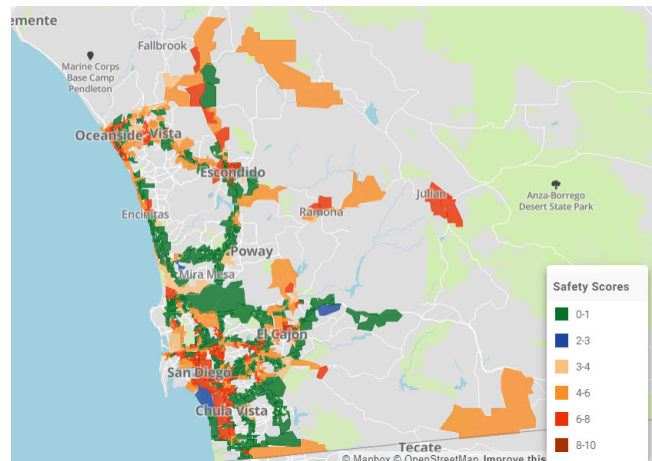 emente
Fallbrook
Marine Corps
Base Camp
Pendleton
Oceanside Vista
Escondido
Julian
Anza-Borrego
Desert State Park
Encinitas
Ramona
Poway
Mira Mesa
Safety Scores
0-1
2-3
3-4
4-6
6-8
8-10
El Cajon
San Diego
Chula Vista
Tecate
© Mapbox © OpenStreetMap Improve this